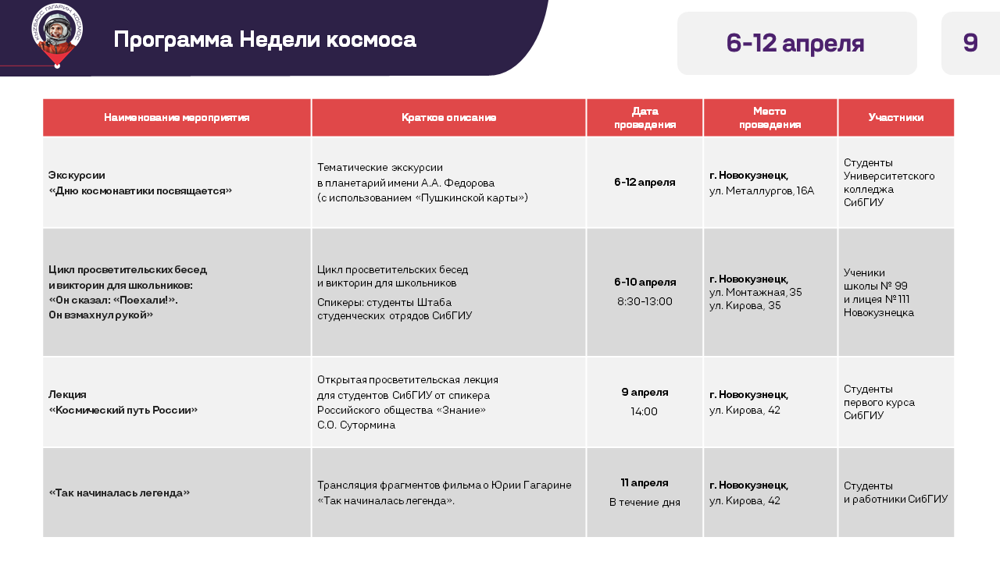 КУZБАСС. ГАГАРИН. КОСМОС
Программа Недели космоса
6-12 апреля
9
Наименование мероприятия
Краткое описание
Дата
проведения
Место
проведения
Участники
Экскурсии
«Дню космонавтики посвящается»
Тематические экскурсии
в планетарий имени А.А. Федорова
(с использованием «Пушкинской карты»)
6-12 апреля
г. Новокузнецк,
ул. Металлургов, 16А
Студенты
Университетского
колледжа
СибГИУ
Цикл просветительских бесед
и викторин для школьников:
«Он сказал: «Поехали!».
Он взмахнул рукой»
Цикл просветительских бесед
и викторин для школьников
Спикеры: студенты Штаба
студенческих отрядов СибГИУ
6-10 апреля
8:30-13:00
г. Новокузнецк,
ул. Монтажная, 35
ул. Кирова, 35
Ученики
школы № 99
и лицея № 111
Новокузнецка
Лекция
«Космический путь России»
Открытая просветительская лекция
для студентов СибГИУ от спикера
Российского общества «Знание»
С.О. Сутормина
9 апреля
14:00
г. Новокузнецк,
ул. Кирова, 42
Студенты
первого курса
СибГИУ
«Так начиналась легенда»
Трансляция фрагментов фильма о Юрии Гагарине
«Так начиналась легенда».
11 апреля
В течение дня
г. Новокузнецк,
ул. Кирова, 42
Студенты
и работники СибГИУ